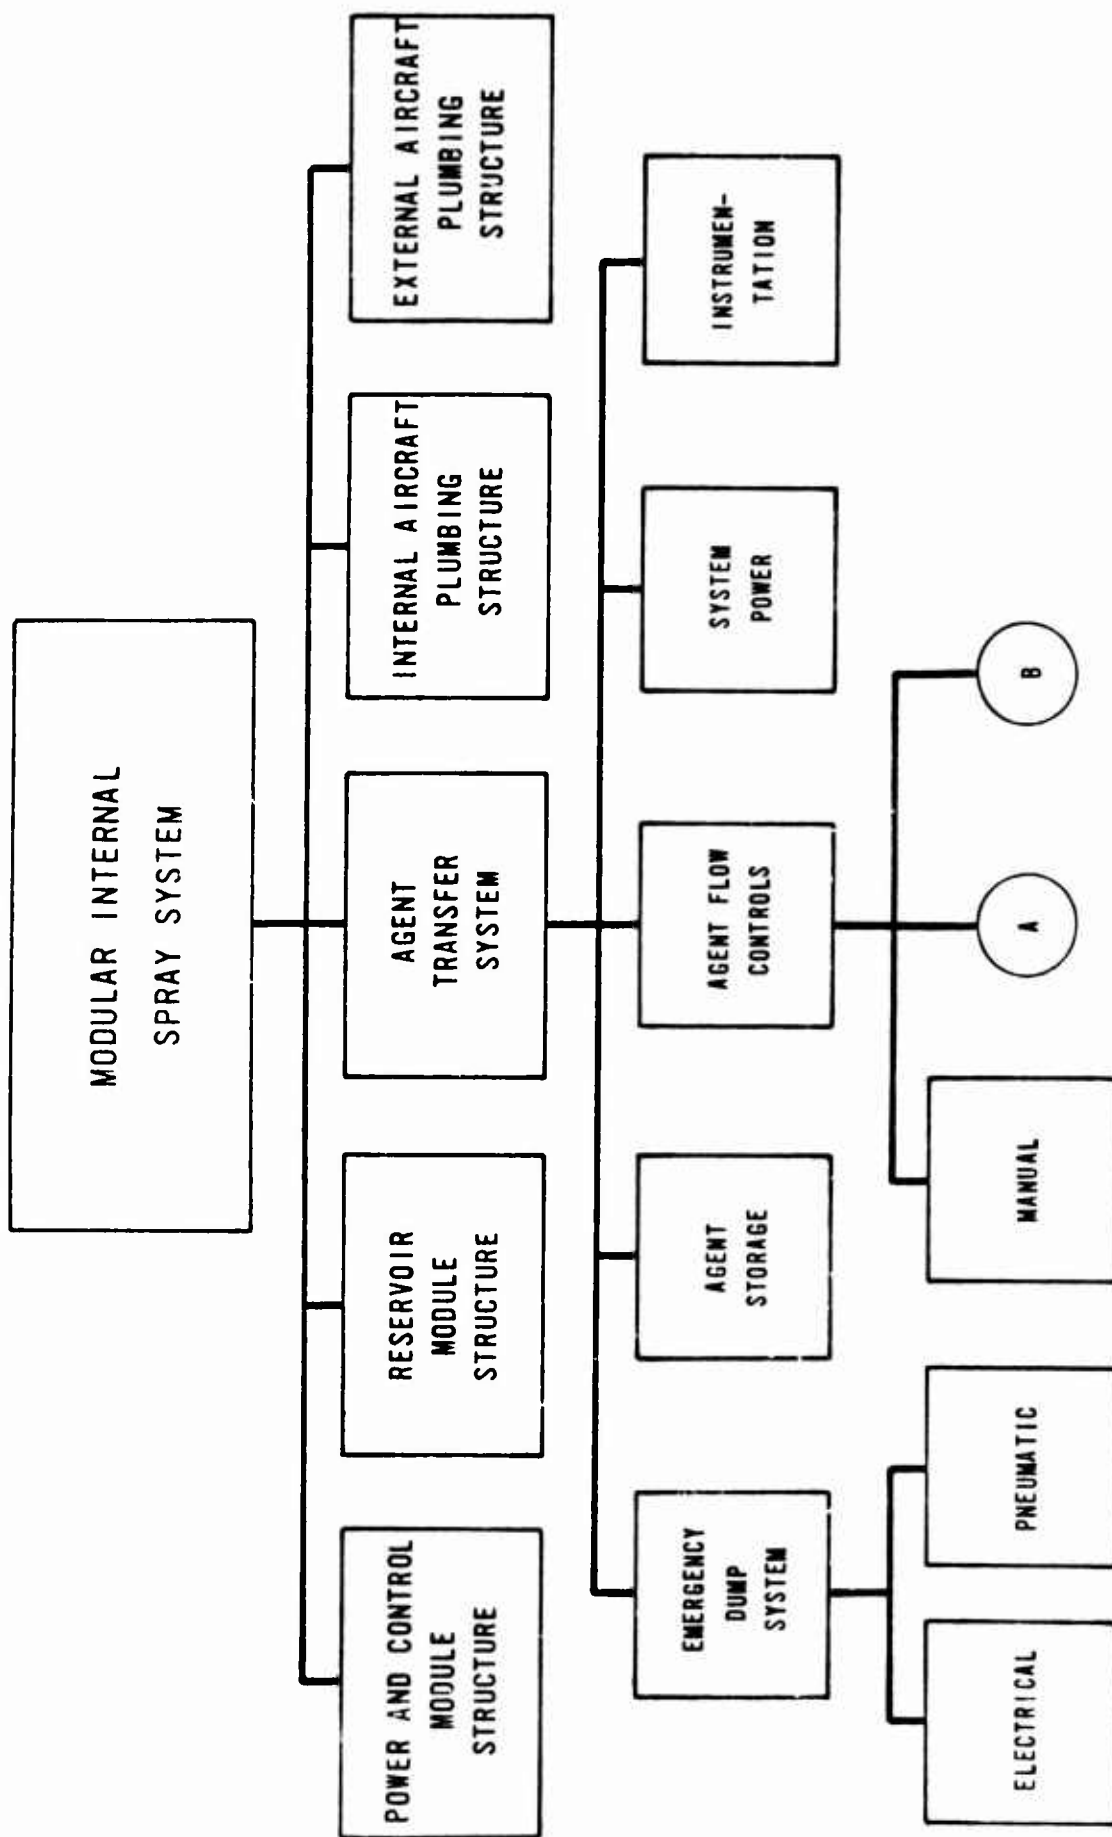 MODULAR INTERNAL
SPRAY SYSTEM
POWER AND CONTROL
MODULE
STRUCTURE
RESERVOIR
MODULE
STRUCTURE
AGENT
TRANSFER
SYSTEM
INTERNAL AIRCRAFT
PLUMBING
STRUCTURE
EXTERNAL AIRCRAFT
PLUMBING
STRUCTURE
EMERGENCY
DUMP
SYSTEM
AGENT
STORAGE
AGENT FLOW
CONTROLS
SYSTEM
POWER
INSTRUMEN-
TATION
ELECTRICAL
PNEUMATIC
MANUAL
A
B